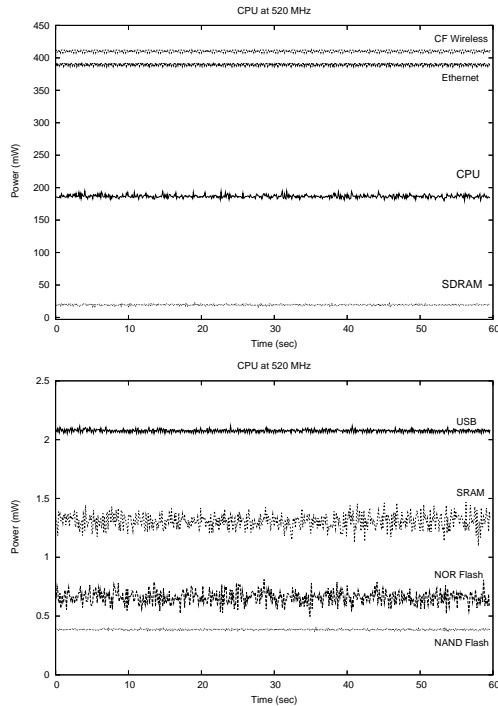 CPU at 520 MHz
450
400
350
300
250
200
150
100
50
0
Power (mW)
CF Wireless
Ethernet
CPU
SDRAM
0 10 20 30 40 50 60
Time (sec)
CPU at 520 MHz
2.5
2
1.5
1
0.5
0
Power (mW)
USB
SRAM
NOR Flash
NAND Flash
0 10 20 30 40 50 60
Time (sec)